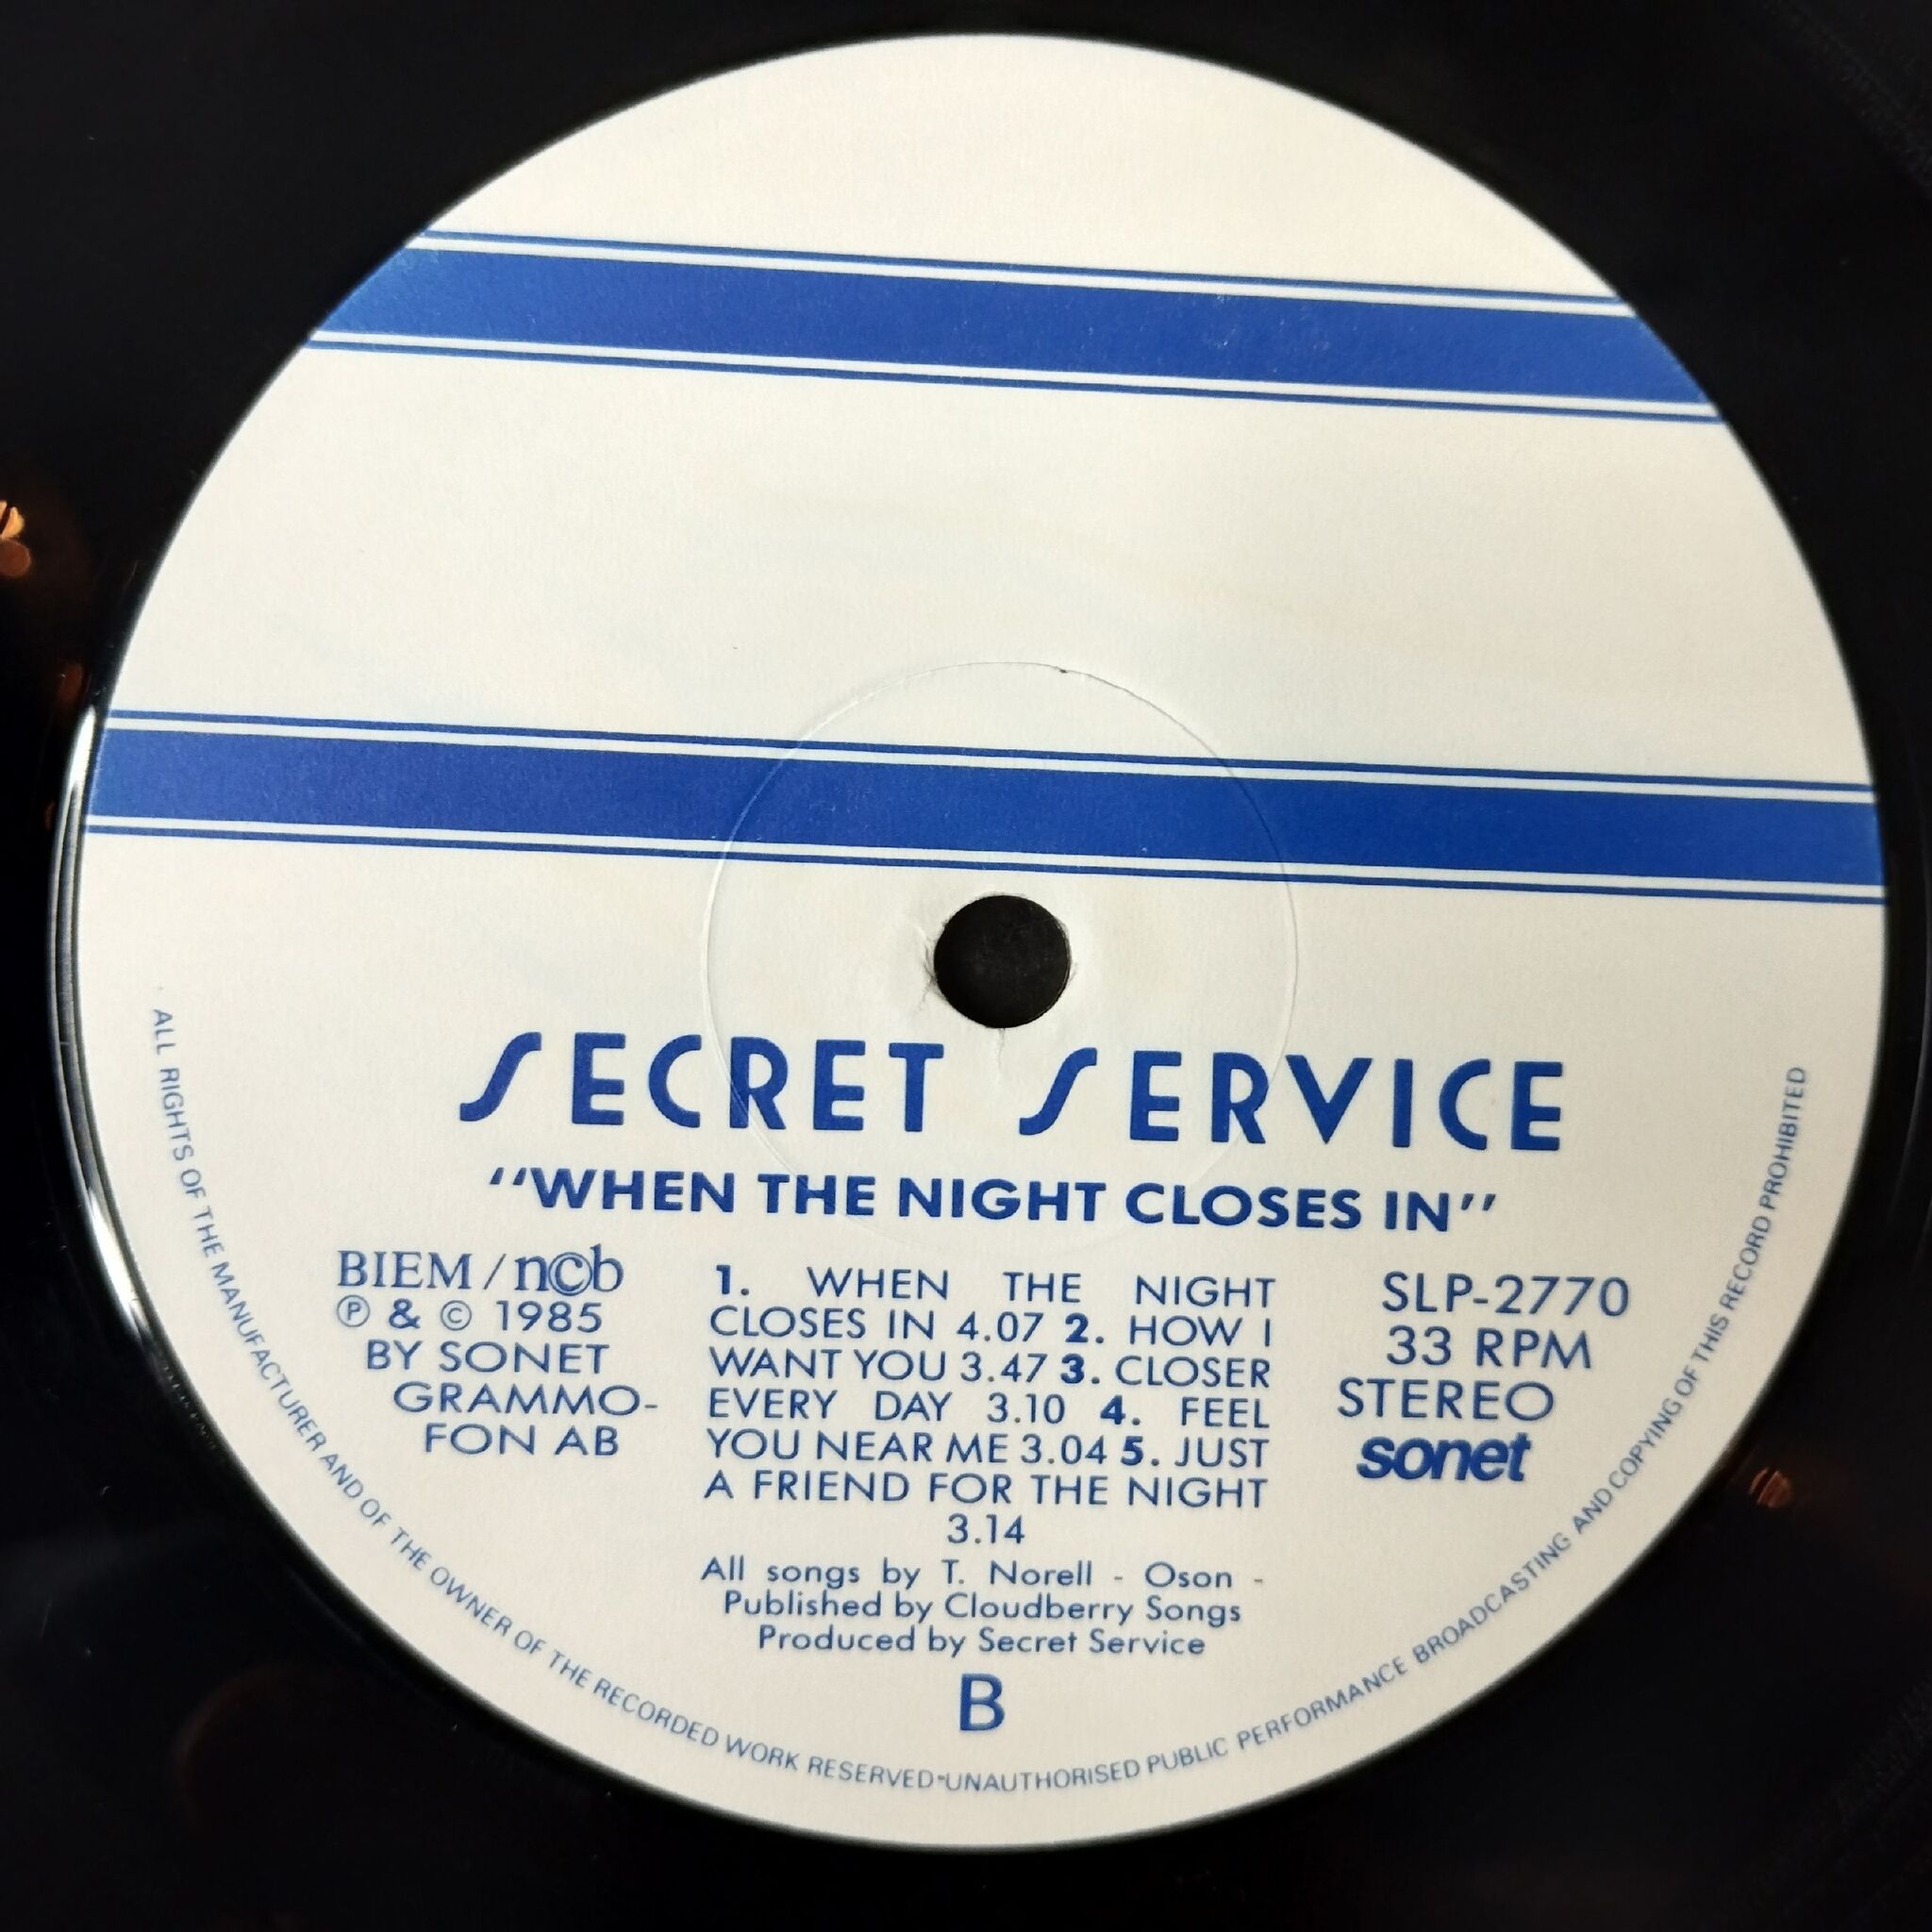 SECRET SERVICE
"WHEN THE NIGHT CLOSES IN"
BIEM/n©b
℗ & © 1985
BY SONET
GRAMMO-
FON AB
1. WHEN THE NIGHT
CLOSES IN 4.07 2. HOW I
WANT YOU 3.47 3. CLOSER
EVERY DAY 3.10 4. FEEL
YOU NEAR ME 3.04 5. JUST
A FRIEND FOR THE NIGHT
3.14
All songs by T. Norell - Oson -
Published by Cloudberry Songs
Produced by Secret Service
SLP-2770
33 RPM
STEREO
sonet
B
ALL RIGHTS OF THE MANUFACTURER AND OF THE OWNER OF THE RECORDED WORK RESERVED-UNAUTHORISED PUBLIC PERFORMANCE BROADCASTING AND COPYING OF THIS RECORD PROHIBITED